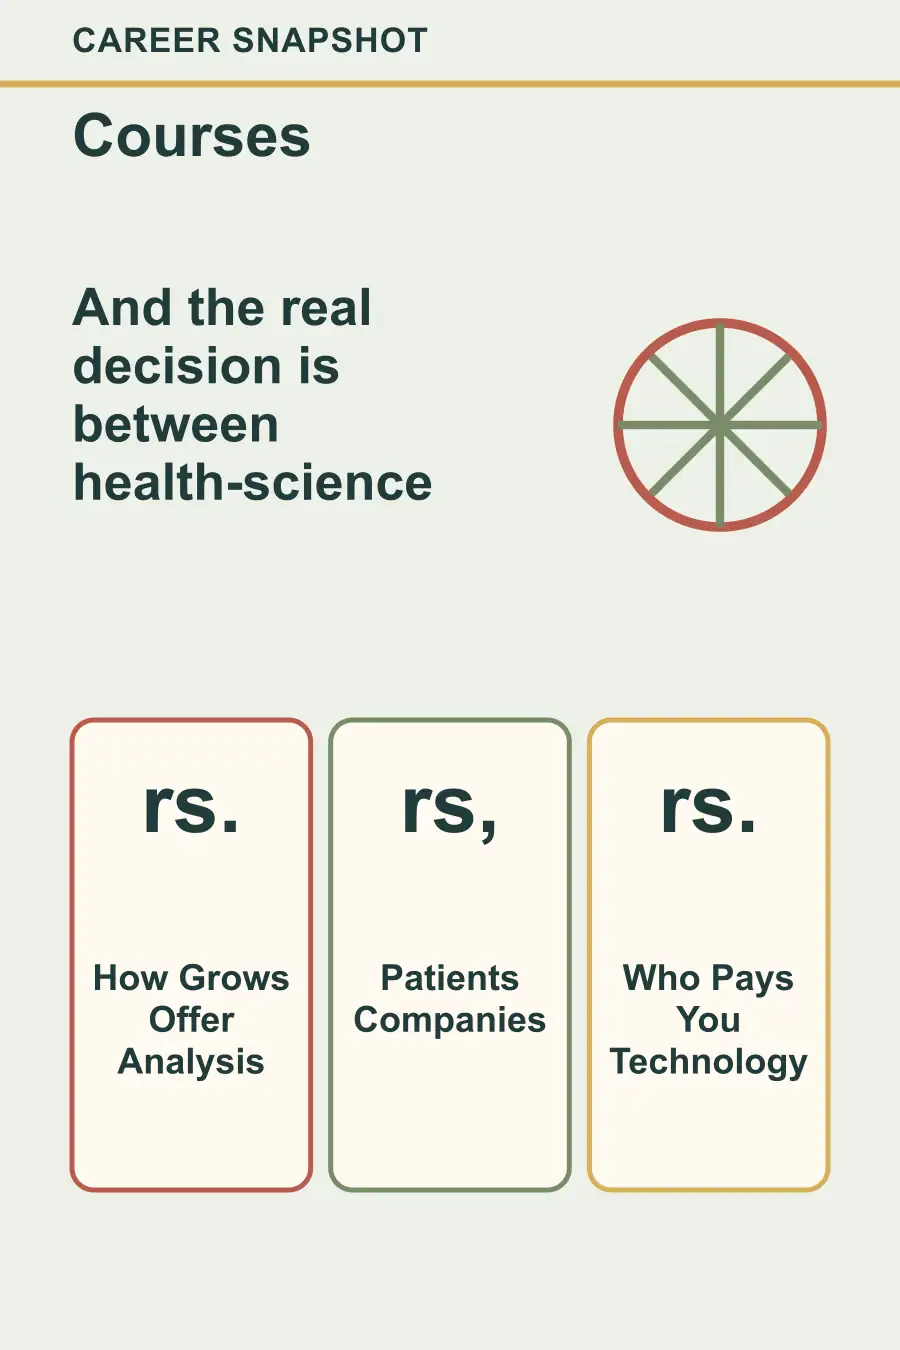 CAREER SNAPSHOT
Courses
And the real
decision is
between
health-science
rs.
How Grows
Offer
Analysis
rs,
Patients
Companies
rs.
Who Pays
You
Technology